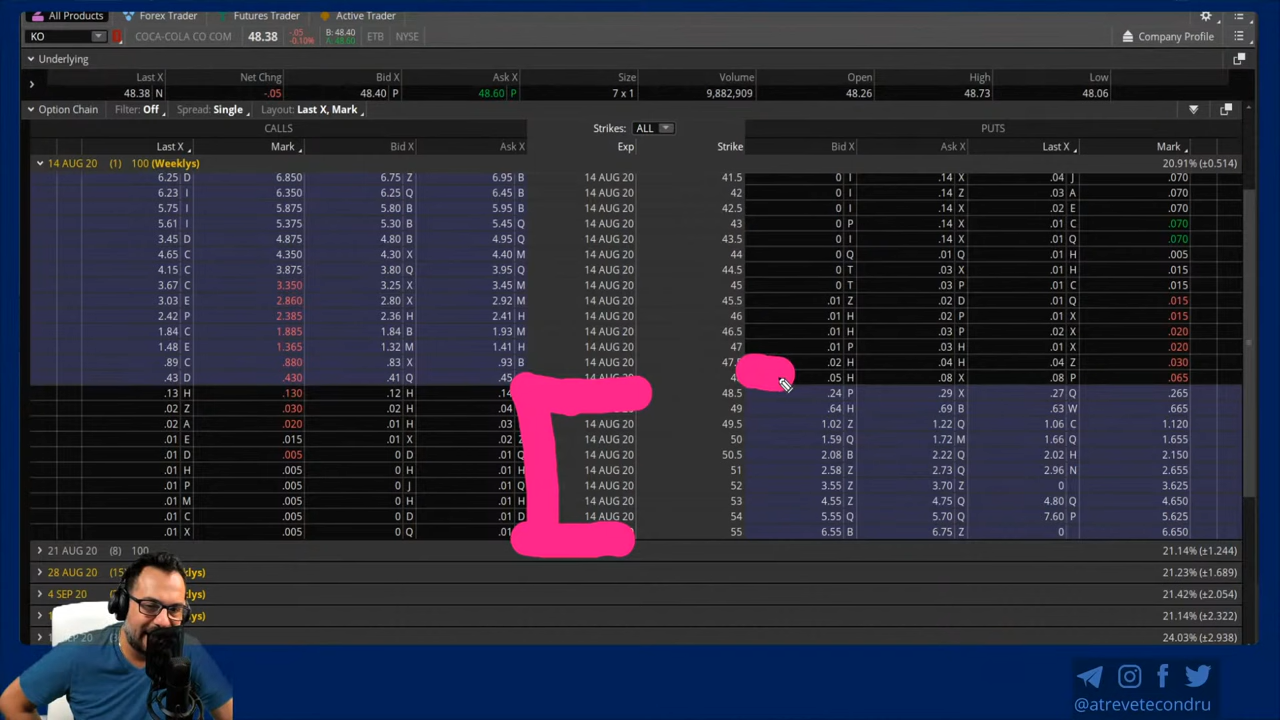 All Products Forex Trader Futures Trader Active Trader
KO COCA-COLA CO COM 48.38 -.05 -0.10% B: 48.40 A: 48.60 ETB NYSE Company Profile
Underlying
Last X Net Chng Bid X Ask X Size Volume Open High Low
48.38 N -.05 48.40 P 48.60 P 7 x 1 9,882,909 48.26 48.73 48.06
Option Chain Filter: Off Spread: Single Layout: Last X, Mark
CALLS Strikes: ALL PUTS
Last X Mark Bid X Ask X Exp Strike Bid X Ask X Last X Mark
14 AUG 20 (1) 100 (Weeklys) 20.91% (±0.514)
6.25 D 6.850 6.75 Z 6.95 B 14 AUG 20 41.5 0 I .14 X .04 J .070
6.23 I 6.350 6.25 Q 6.45 B 14 AUG 20 42 0 I .14 Z .03 A .070
5.75 I 5.875 5.80 B 5.95 B 14 AUG 20 42.5 0 I .14 X .02 E .070
5.61 I 5.375 5.30 B 5.45 Q 14 AUG 20 43 0 P .14 X .01 C .070
3.45 D 4.875 4.80 B 4.95 Q 14 AUG 20 43.5 0 I .14 X .01 Q .070
4.65 C 4.350 4.30 X 4.40 M 14 AUG 20 44 0 Q .01 Q .01 H .005
4.15 C 3.875 3.80 Q 3.95 Q 14 AUG 20 44.5 0 T .03 X .01 H .015
3.67 C 3.350 3.25 X 3.45 M 14 AUG 20 45 0 T .03 P .01 C .015
3.03 E 2.860 2.80 X 2.92 M 14 AUG 20 45.5 .01 Z .02 D .01 Q .015
2.42 P 2.385 2.36 H 2.41 H 14 AUG 20 46 .01 H .02 P .01 X .015
1.84 C 1.885 1.84 B 1.93 M 14 AUG 20 46.5 .01 H .03 P .02 X .020
1.48 E 1.365 1.32 M 1.41 H 14 AUG 20 47 .01 P .03 H .01 X .020
.89 C .880 .83 X .93 B 14 AUG 20 .02 H .04 H .04 Z .030
.43 D .430 .41 Q .45 14 AUG 20 .05 H .08 X .08 P .065
.13 H .130 .12 H 48.5 .24 P .29 X .27 Q .265
.02 Z .030 .02 H .04 14 AUG 20 49 .64 H .69 B .63 W .665
.02 A .020 .01 H .03 14 AUG 20 49.5 1.02 Z 1.22 Q 1.06 C 1.120
.01 E .015 .01 X .02 14 AUG 20 50 1.59 Q 1.72 M 1.66 Q 1.655
.01 D .005 0 D .01 Q 14 AUG 20 50.5 2.08 B 2.22 Q 2.02 H 2.150
.01 H .005 0 H .01 H 14 AUG 20 51 2.58 Z 2.73 Q 2.96 N 2.655
.01 P .005 0 J .01 Q 14 AUG 20 52 3.55 Z 3.70 Z 0 3.625
.01 M .005 0 Q .01 H 14 AUG 20 53 4.55 Z 4.75 Q 4.80 Q 4.650
.01 C .005 0 D .01 D 14 AUG 20 54 5.55 Q 5.70 Q 7.60 P 5.625
.01 X .005 0 Q .01 55 6.55 B 6.75 Z 0 6.650
21 AUG 20 (8) 100 21.14% (±1.244)
28 AUG 20 21.23% (±1.689)
4 SEP 20 21.42% (±2.054)
21.14% (±2.322)
24.03% (±2.938)
@atrevetecondru